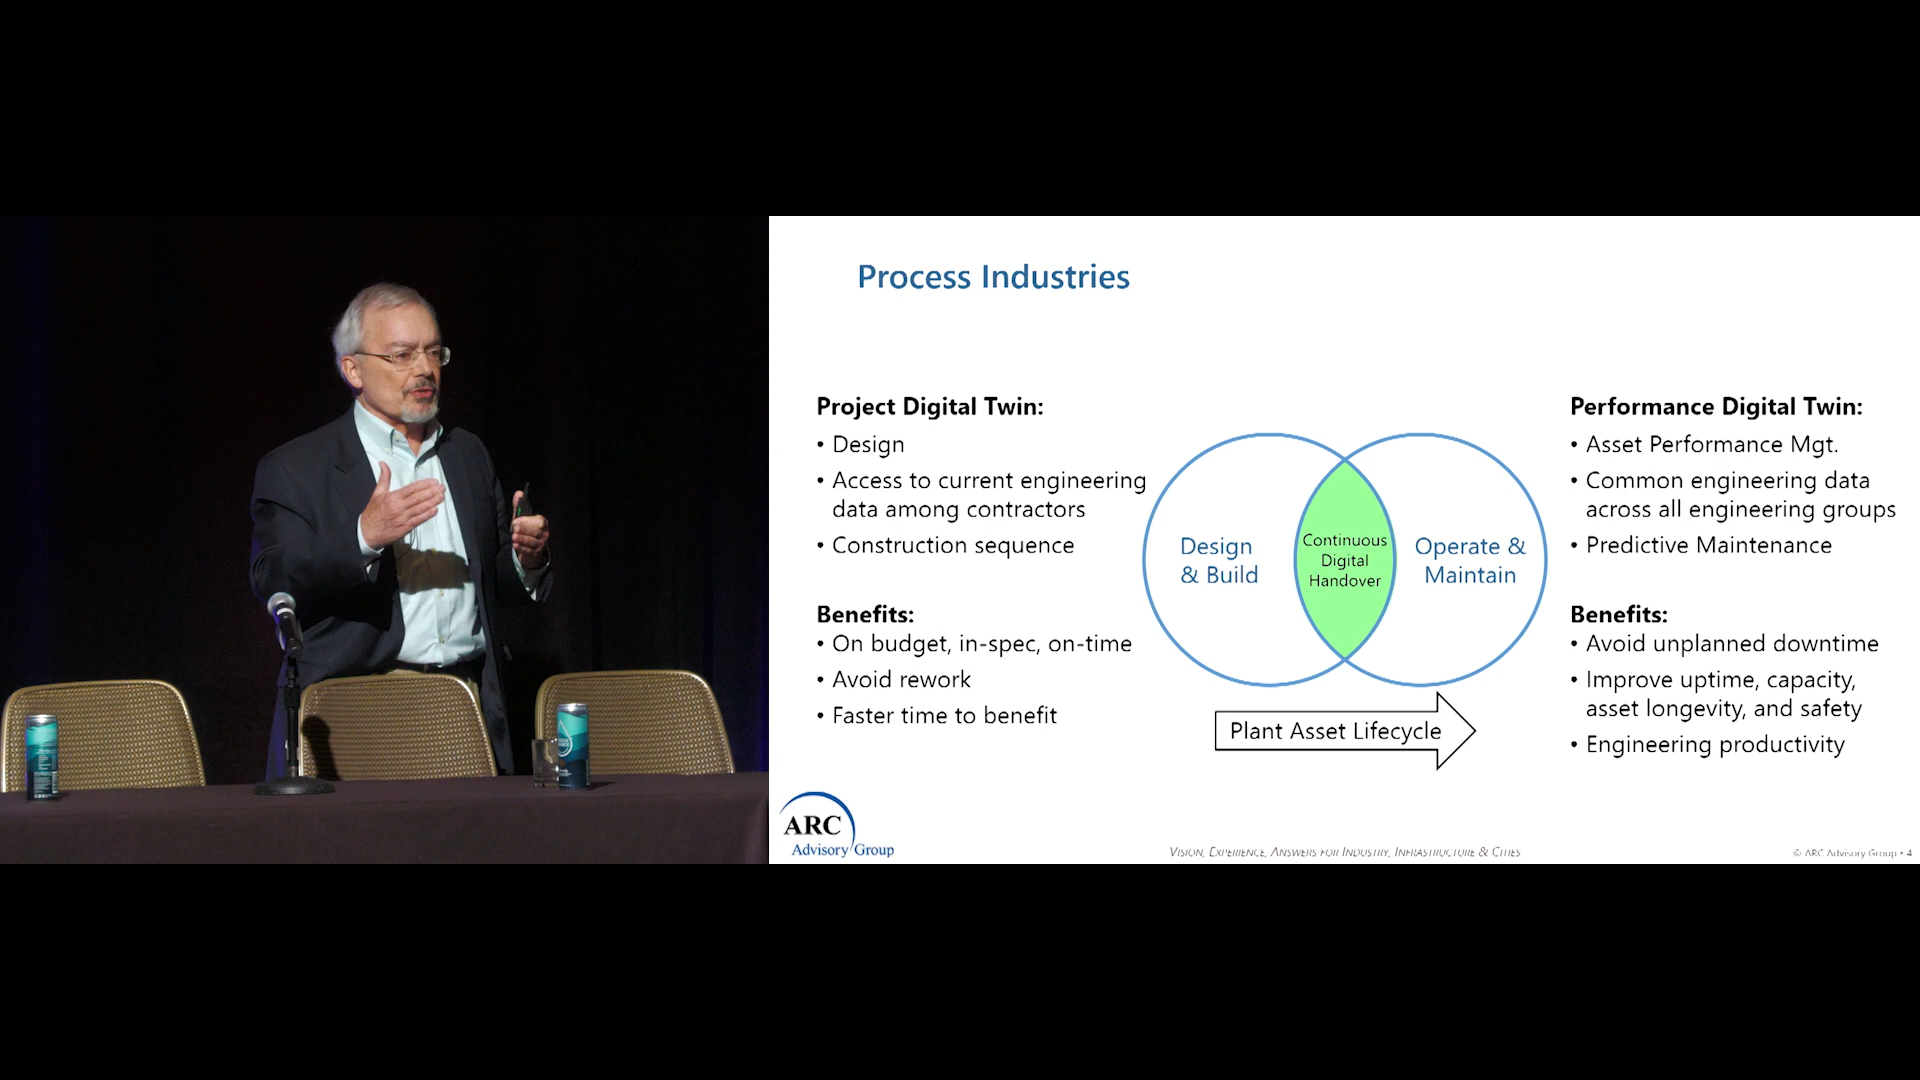 Process Industries
Project Digital Twin:
• Design
• Access to current engineering
data among contractors
• Construction sequence
Benefits:
• On budget, in-spec, on-time
• Avoid rework
• Faster time to benefit
Design
& Build
Continuous
Digital
Handover
Operate &
Maintain
Plant Asset Lifecycle
Performance Digital Twin:
• Asset Performance Mgt.
• Common engineering data
across all engineering groups
• Predictive Maintenance
Benefits:
• Avoid unplanned downtime
• Improve uptime, capacity,
asset longevity, and safety
• Engineering productivity
ARC
Advisory Group
VISION, EXPERIENCE, ANSWERS FOR INDUSTRY, INFRASTRUCTURE & CITIES
© ARC Advisory Group • 4